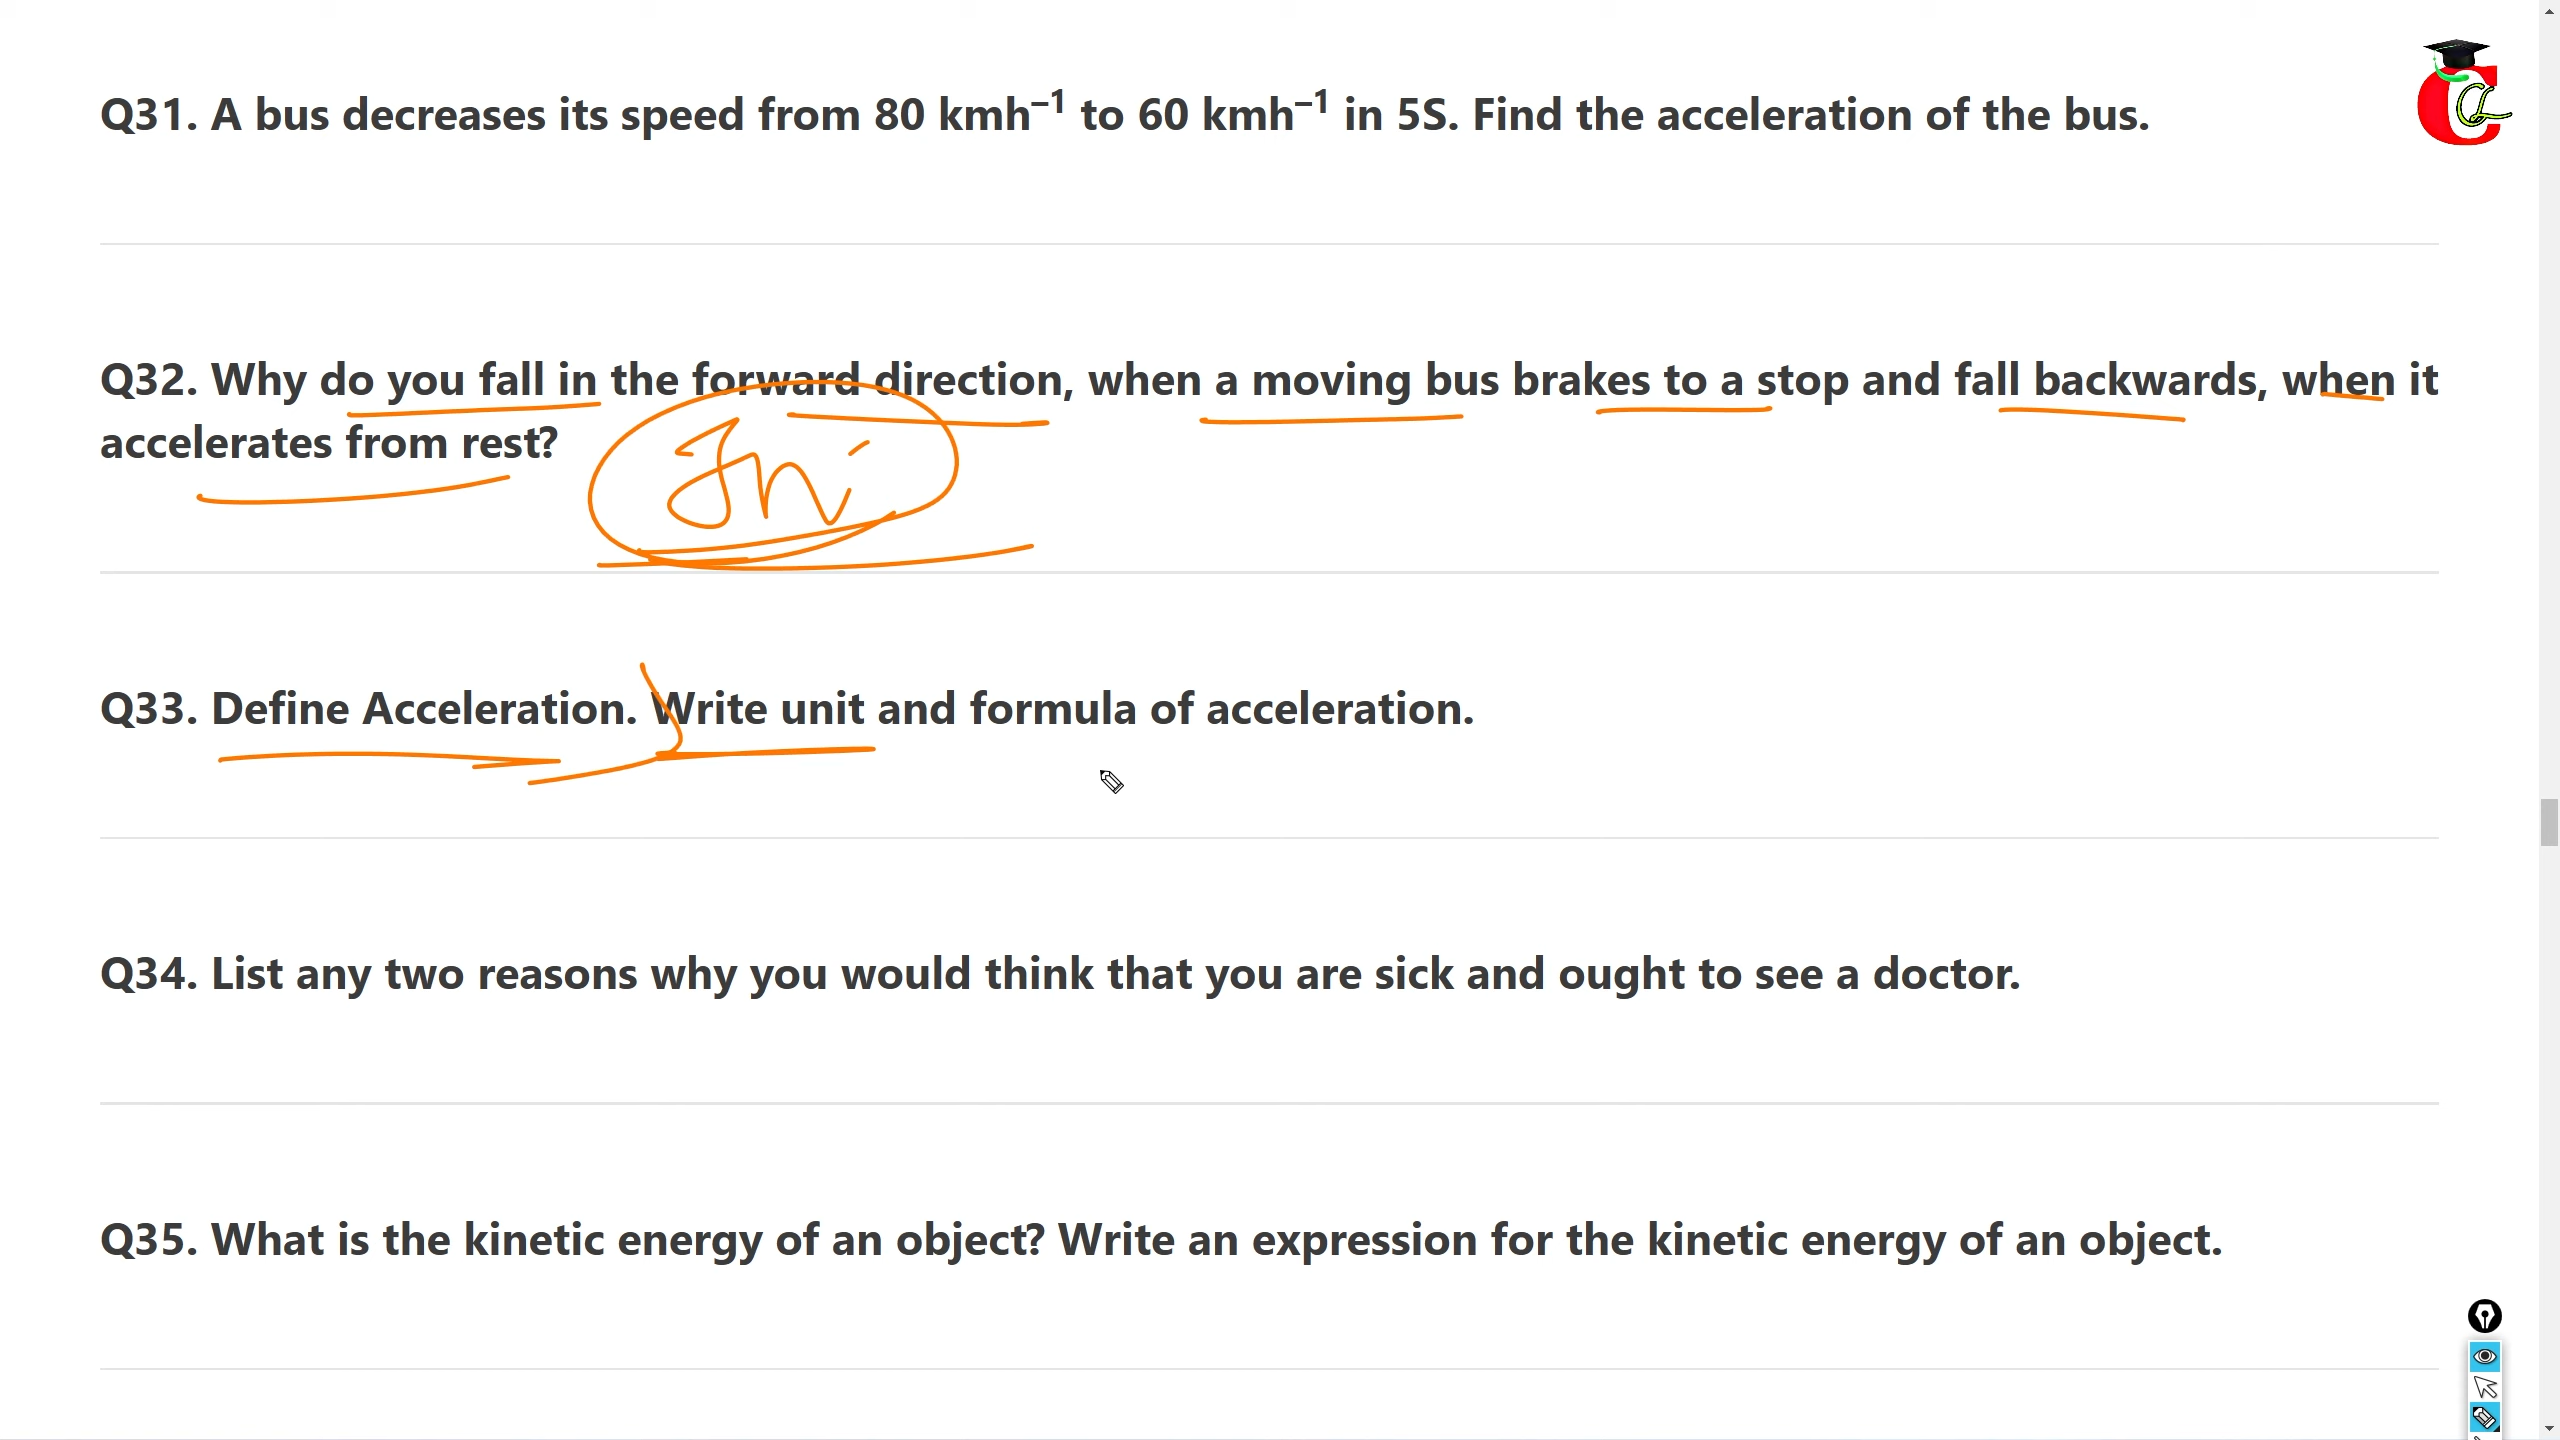 Q31. A bus decreases its speed from 80 kmh⁻¹ to 60 kmh⁻¹ in 5S. Find the acceleration of the bus.
Q32. Why do you fall in the forward direction, when a moving bus brakes to a stop and fall backwards, when it
accelerates from rest?
Q33. Define Acceleration. Write unit and formula of acceleration.
Q34. List any two reasons why you would think that you are sick and ought to see a doctor.
Q35. What is the kinetic energy of an object? Write an expression for the kinetic energy of an object.